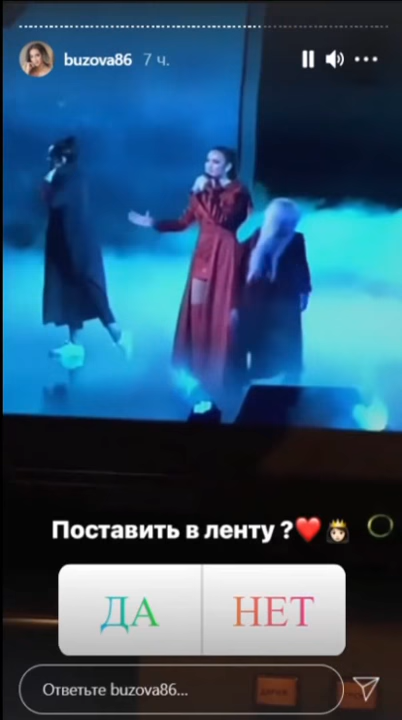 buzova86 7 ч.
Поставить в ленту ?❤️👸🏻
ДА НЕТ
Ответьте buzova86...